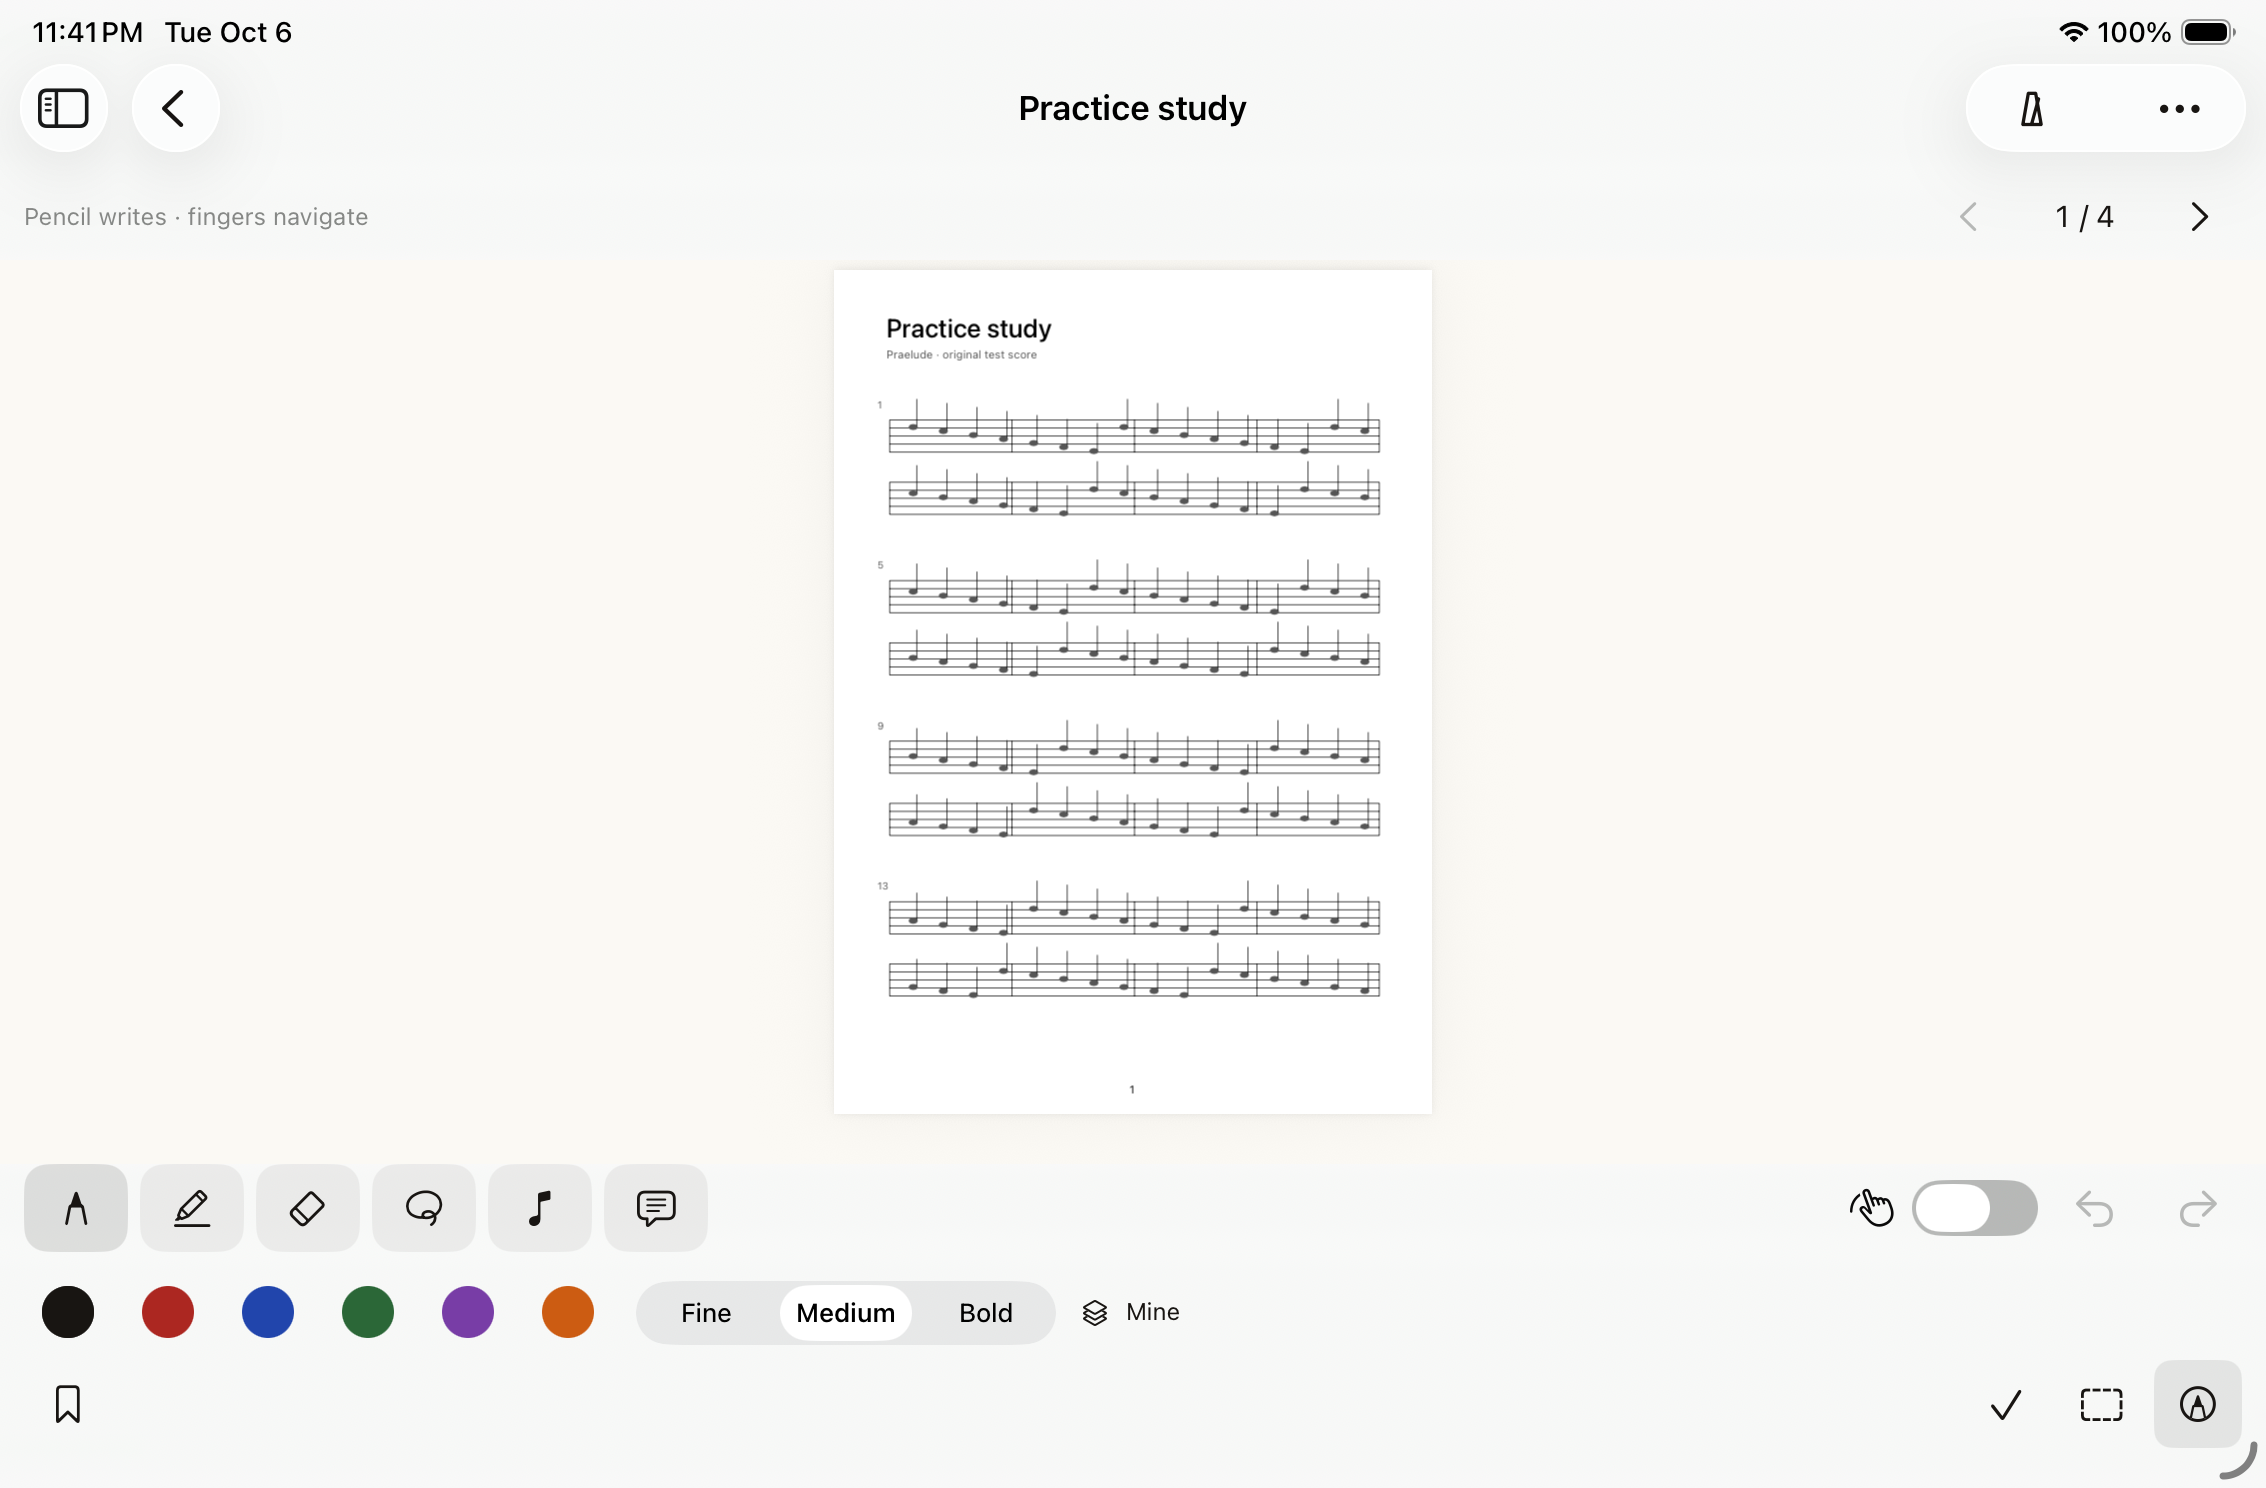 11:41 PM Tue Oct 6
100%
Practice study
Pencil writes · fingers navigate
1 / 4
Practice study
Praelude · original test score
1
5
9
13
1
Fine Medium Bold Mine